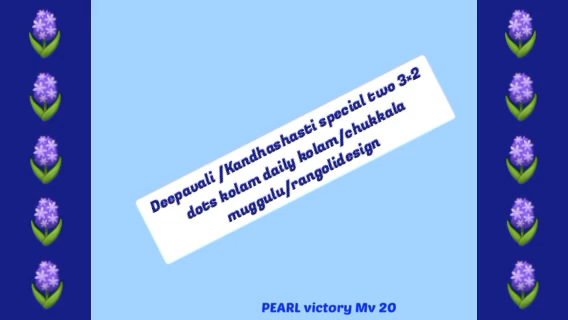 Deepavali /Kandhashasti special two 3*2
dots kolam daily kolam/chukkala
muggulu/rangolidesign
PEARL victory Mv 20